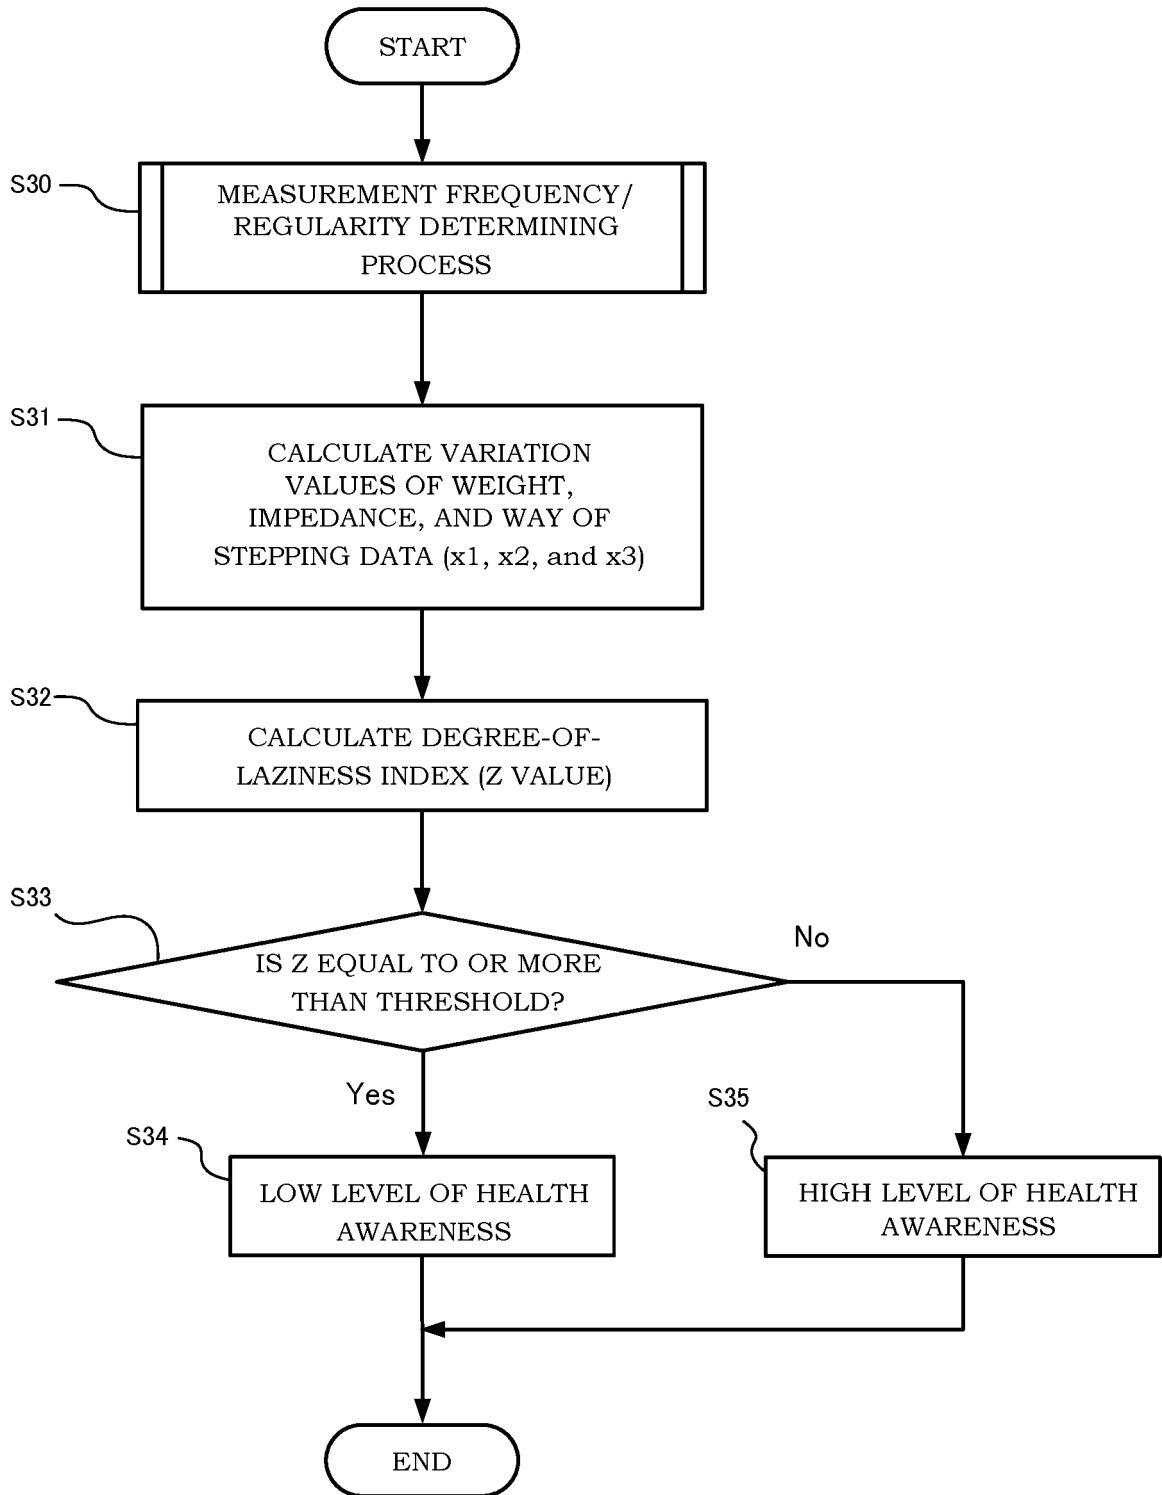 START
S30
MEASUREMENT FREQUENCY/
REGULARITY DETERMINING
PROCESS
S31
CALCULATE VARIATION
VALUES OF WEIGHT,
IMPEDANCE, AND WAY OF
STEPPING DATA (x1, x2, and x3)
S32
CALCULATE DEGREE-OF-
LAZINESS INDEX (Z VALUE)
S33
IS Z EQUAL TO OR MORE
THAN THRESHOLD?
No
Yes
S34
LOW LEVEL OF HEALTH
AWARENESS
S35
HIGH LEVEL OF HEALTH
AWARENESS
END